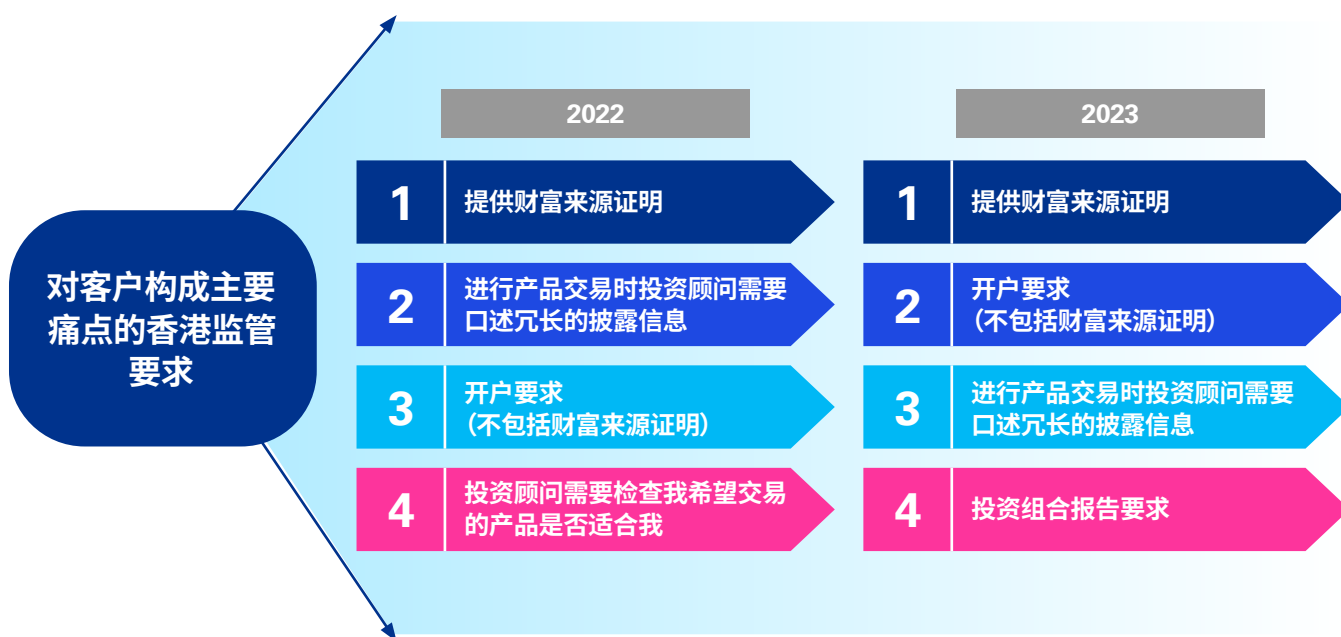 对客户构成主要
痛点的香港监管
要求
2022
1
提供财富来源证明
2
进行产品交易时投资顾问需要
口述冗长的披露信息
3
开户要求
（不包括财富来源证明）
4
投资顾问需要检查我希望交易
的产品是否适合我
2023
1
提供财富来源证明
2
开户要求
（不包括财富来源证明）
3
进行产品交易时投资顾问需要
口述冗长的披露信息
4
投资组合报告要求